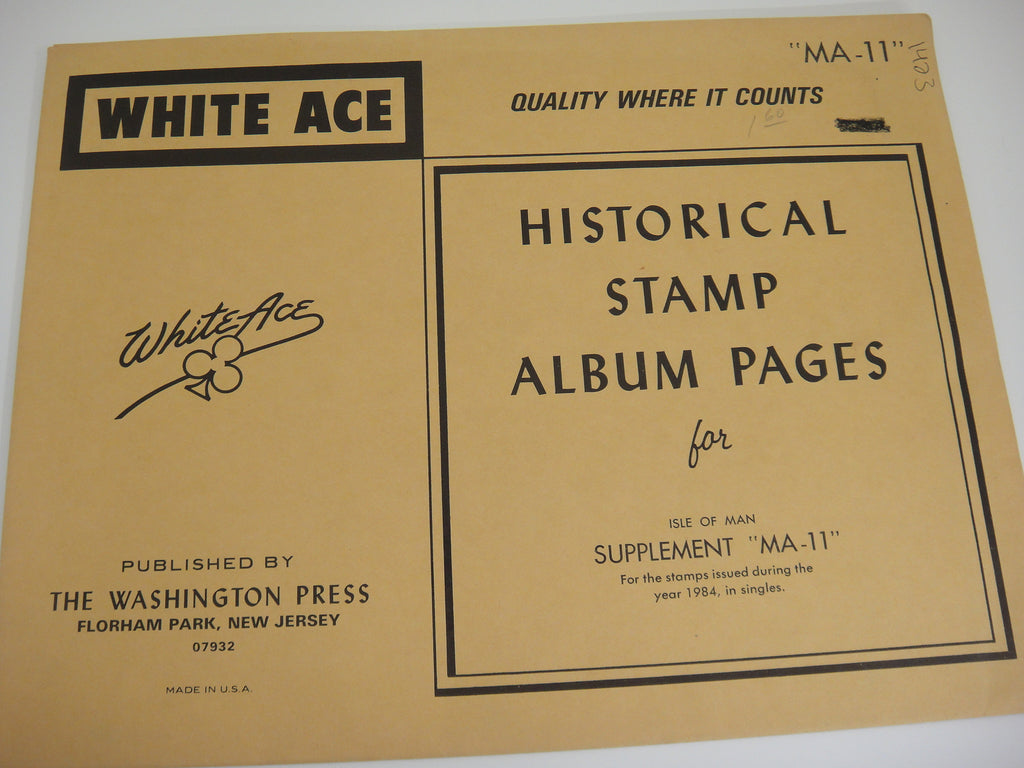 "MA-11"
1423
WHITE ACE
QUALITY WHERE IT COUNTS
1 60
HISTORICAL
STAMP
ALBUM PAGES
for
ISLE OF MAN
SUPPLEMENT "MA-11"
For the stamps issued during the
year 1984, in singles.
White Ace
PUBLISHED BY
THE WASHINGTON PRESS
FLORHAM PARK, NEW JERSEY
07932
MADE IN U.S.A.